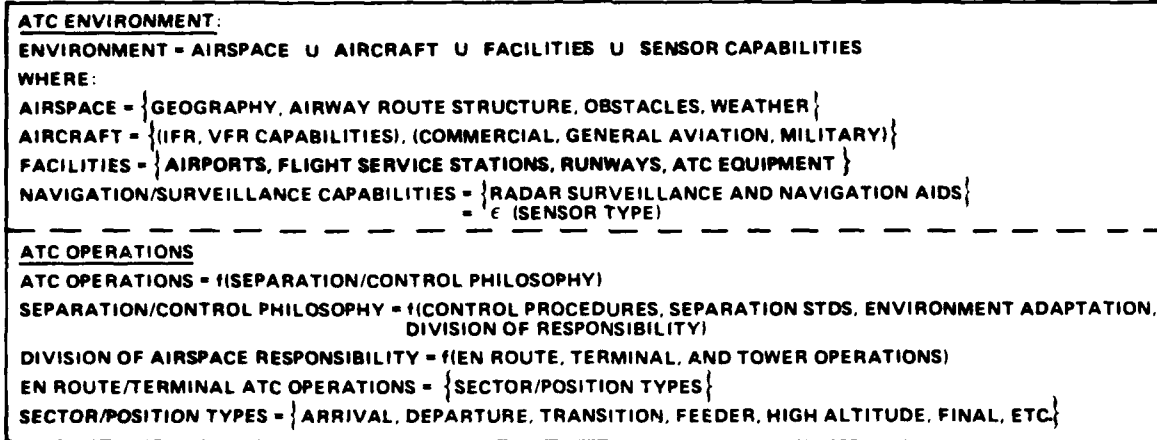 ATC ENVIRONMENT:
ENVIRONMENT = AIRSPACE ∪ AIRCRAFT ∪ FACILITIES ∪ SENSOR CAPABILITIES
WHERE:
AIRSPACE = {GEOGRAPHY, AIRWAY ROUTE STRUCTURE, OBSTACLES, WEATHER}
AIRCRAFT = {(IFR, VFR CAPABILITIES), (COMMERCIAL, GENERAL AVIATION, MILITARY)}
FACILITIES = {AIRPORTS, FLIGHT SERVICE STATIONS, RUNWAYS, ATC EQUIPMENT}
NAVIGATION/SURVEILLANCE CAPABILITIES = {RADAR SURVEILLANCE AND NAVIGATION AIDS}
= ϵ (SENSOR TYPE)
ATC OPERATIONS
ATC OPERATIONS = f(SEPARATION/CONTROL PHILOSOPHY)
SEPARATION/CONTROL PHILOSOPHY = f(CONTROL PROCEDURES, SEPARATION STDS, ENVIRONMENT ADAPTATION,
DIVISION OF RESPONSIBILITY)
DIVISION OF AIRSPACE RESPONSIBILITY = f(EN ROUTE, TERMINAL, AND TOWER OPERATIONS)
EN ROUTE/TERMINAL ATC OPERATIONS = {SECTOR/POSITION TYPES}
SECTOR/POSITION TYPES = {ARRIVAL, DEPARTURE, TRANSITION, FEEDER, HIGH ALTITUDE, FINAL, ETC.}